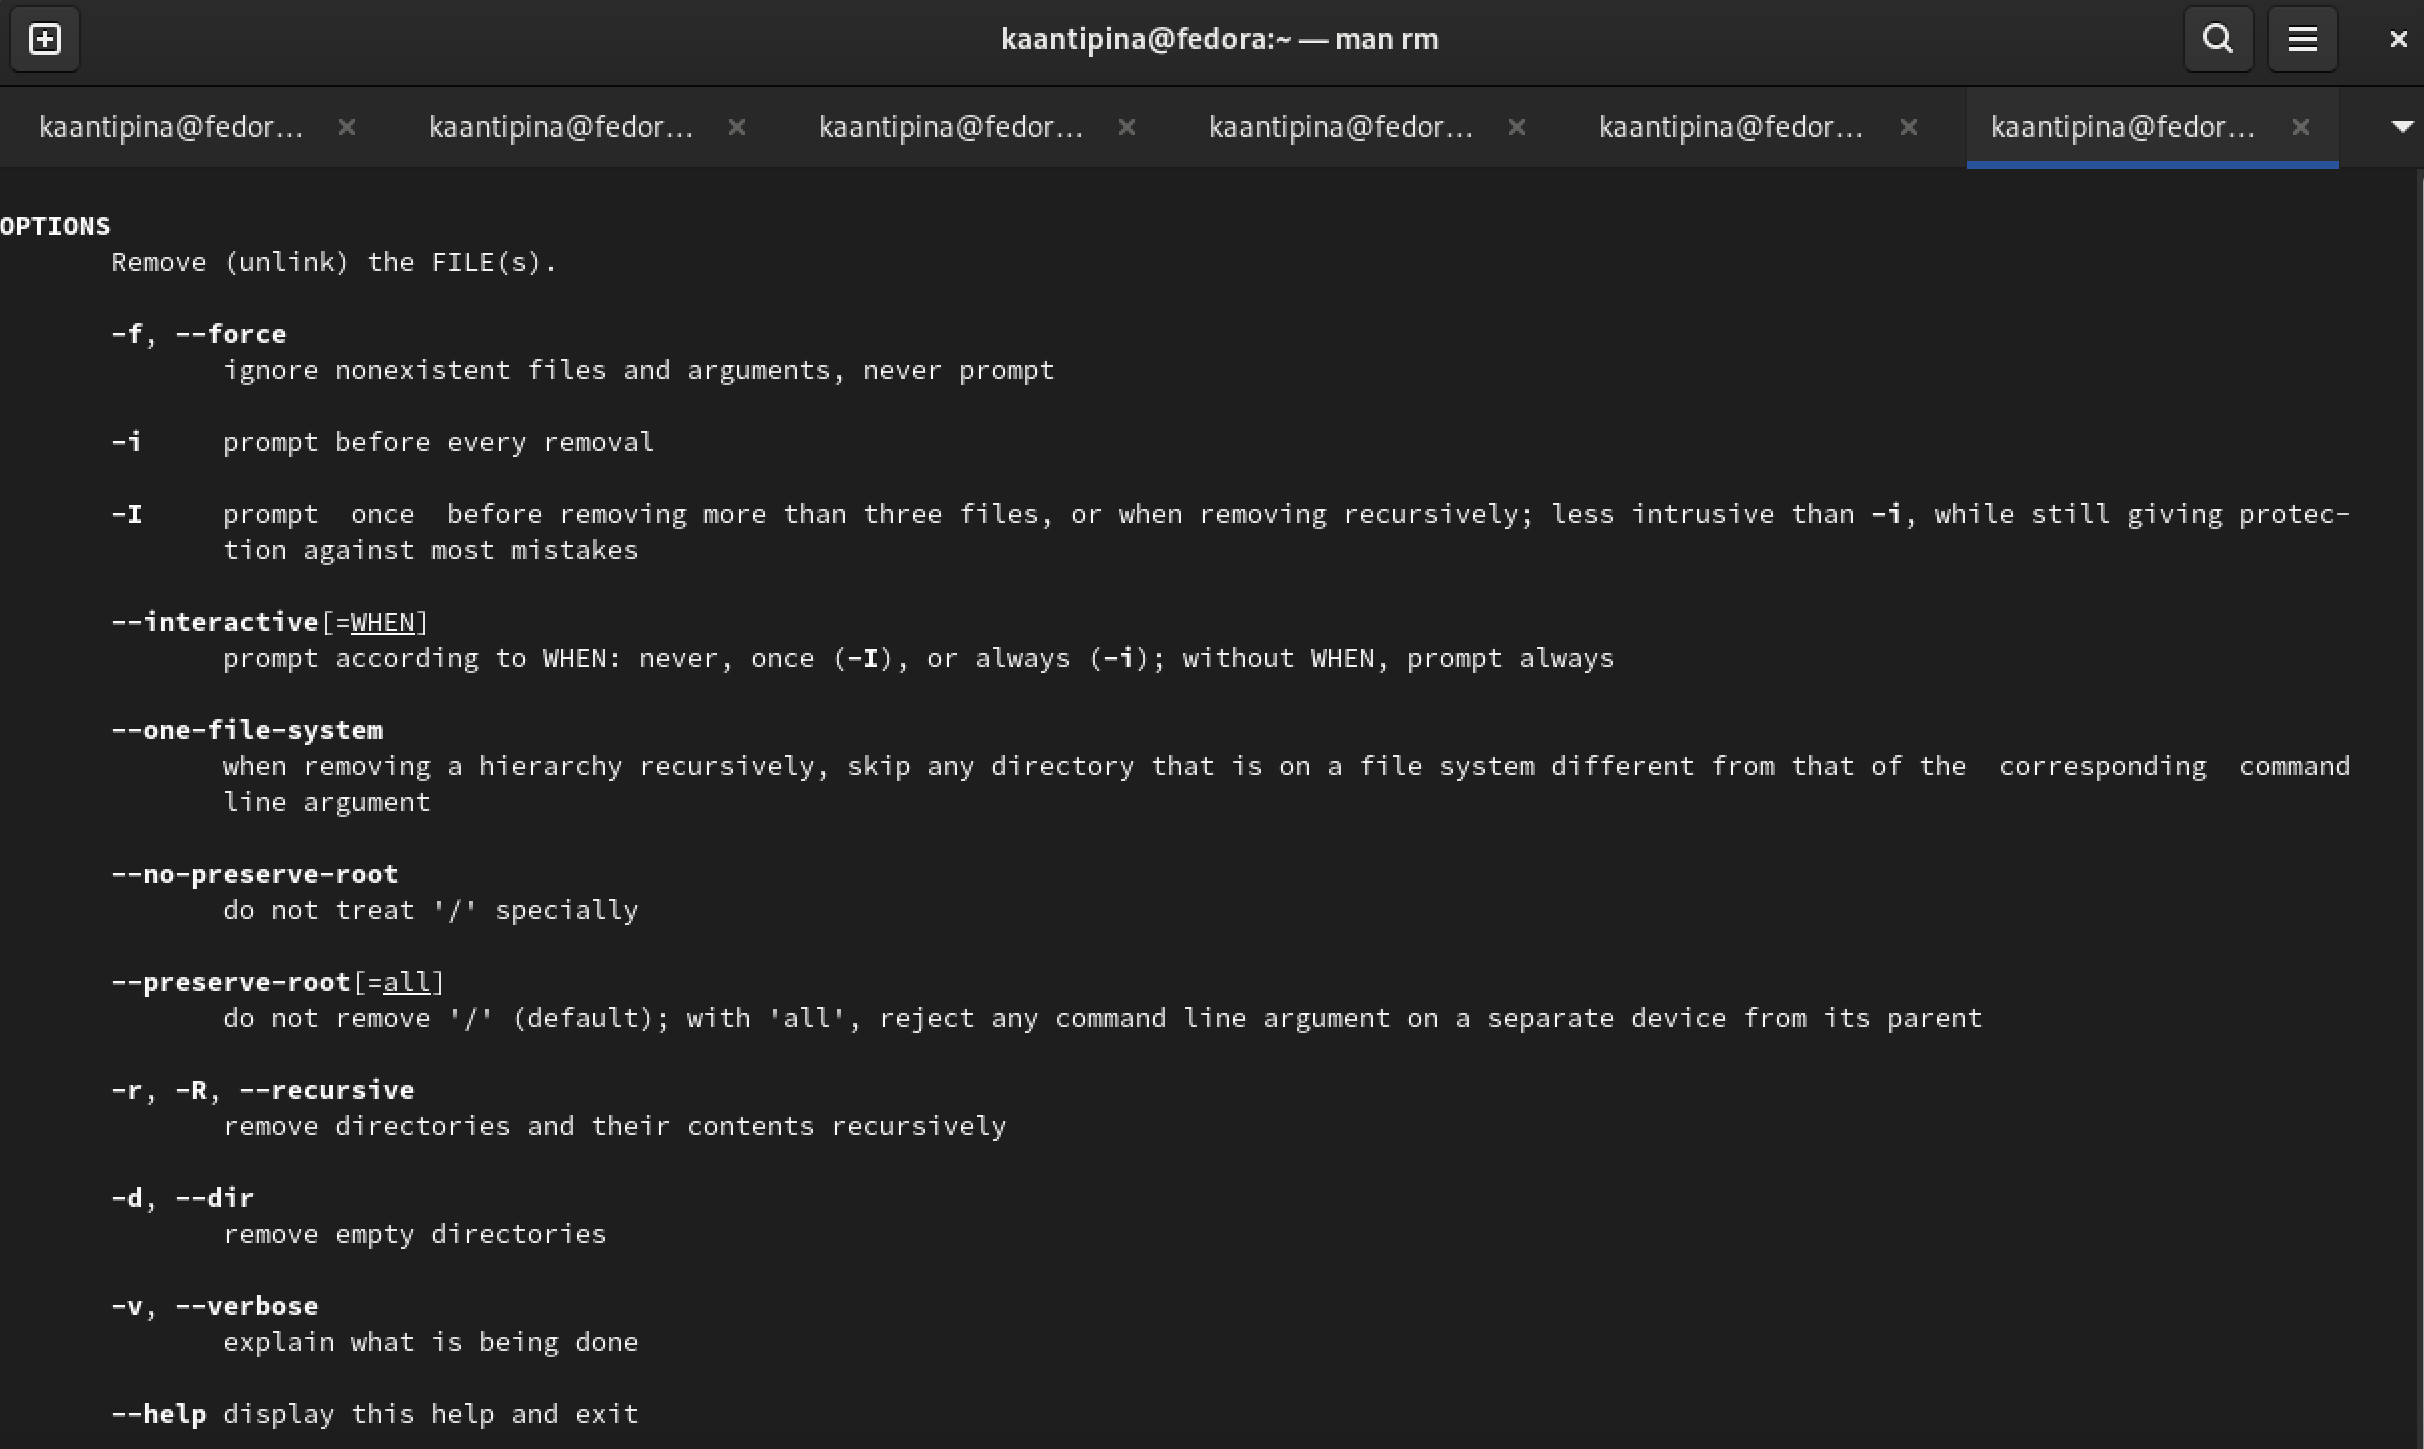 kaantipina@fedora:~ — man rm
kaantipina@fedor… kaantipina@fedor… kaantipina@fedor… kaantipina@fedor… kaantipina@fedor… kaantipina@fedor…
OPTIONS
Remove (unlink) the FILE(s).
-f, --force
ignore nonexistent files and arguments, never prompt
-i     prompt before every removal
-I     prompt  once  before removing more than three files, or when removing recursively; less intrusive than -i, while still giving protec-
tion against most mistakes
--interactive[=WHEN]
prompt according to WHEN: never, once (-I), or always (-i); without WHEN, prompt always
--one-file-system
when removing a hierarchy recursively, skip any directory that is on a file system different from that of the  corresponding  command
line argument
--no-preserve-root
do not treat '/' specially
--preserve-root[=all]
do not remove '/' (default); with 'all', reject any command line argument on a separate device from its parent
-r, -R, --recursive
remove directories and their contents recursively
-d, --dir
remove empty directories
-v, --verbose
explain what is being done
--help display this help and exit